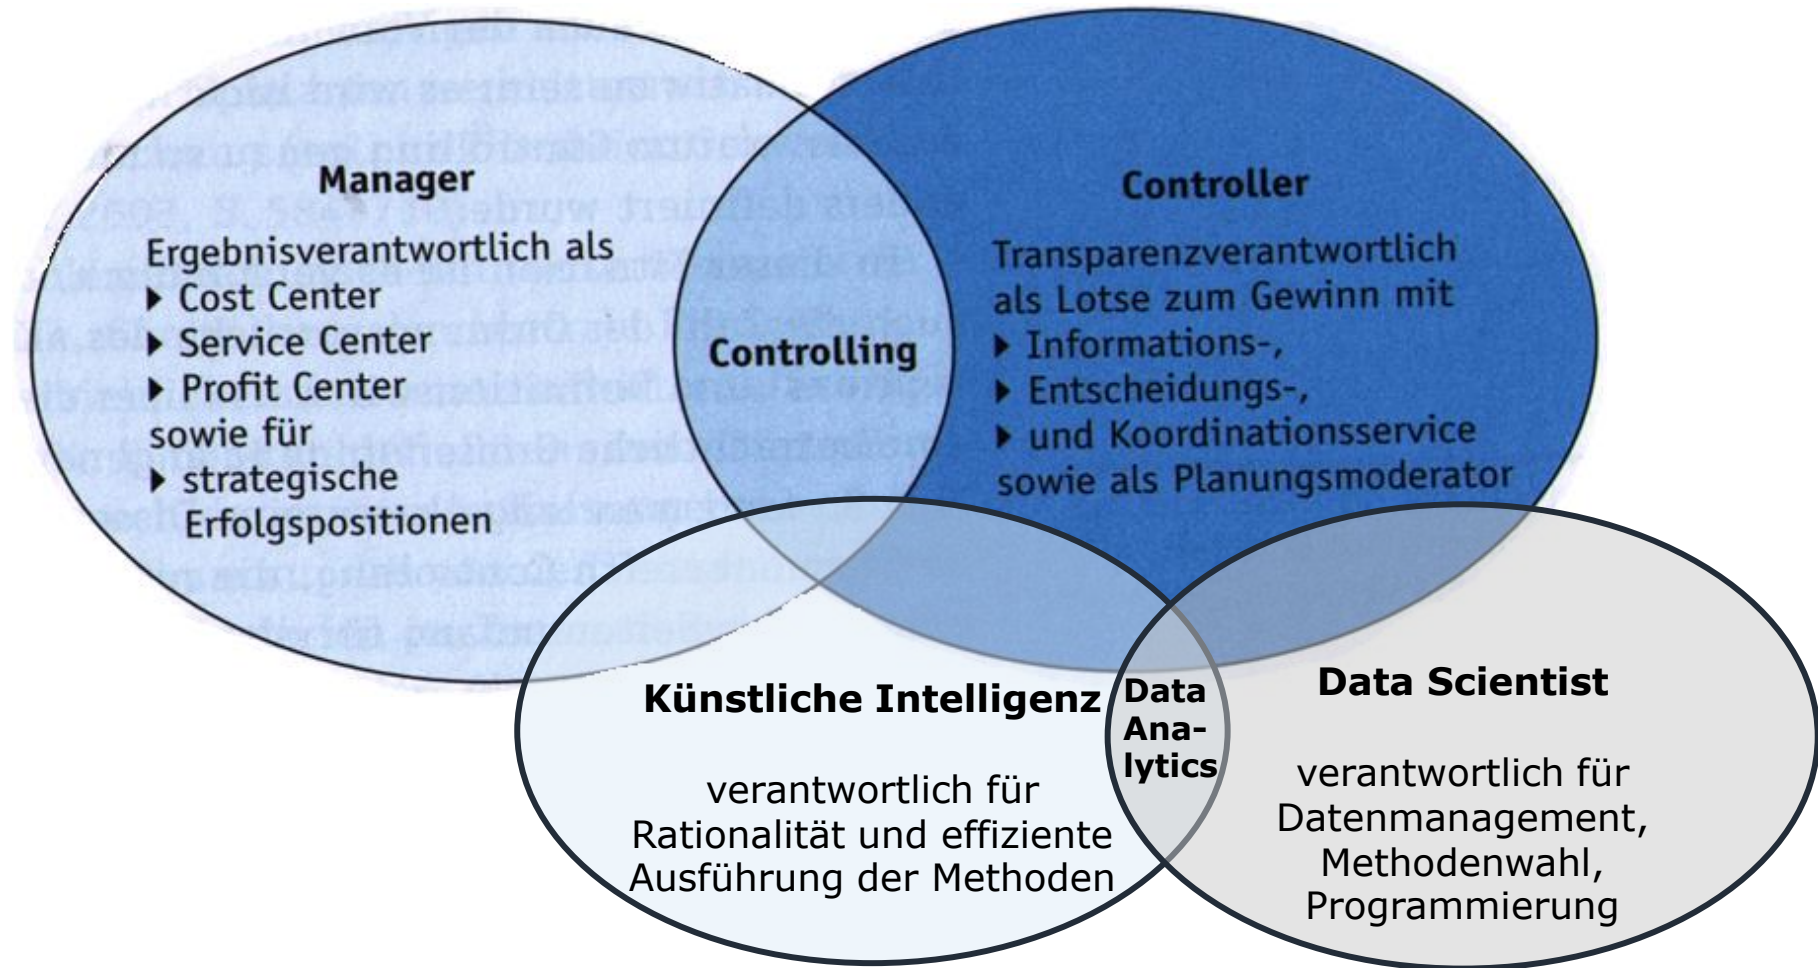 Manager
Ergebnisverantwortlich als
▸ Cost Center
▸ Service Center
▸ Profit Center
sowie für
▸ strategische
Erfolgspositionen
Controlling
Controller
Transparenzverantwortlich
als Lotse zum Gewinn mit
▸ Informations-,
▸ Entscheidungs-,
▸ und Koordinationsservice
sowie als Planungsmoderator
Künstliche Intelligenz
verantwortlich für
Rationalität und effiziente
Ausführung der Methoden
Data
Ana-
lytics
Data Scientist
verantwortlich für
Datenmanagement,
Methodenwahl,
Programmierung